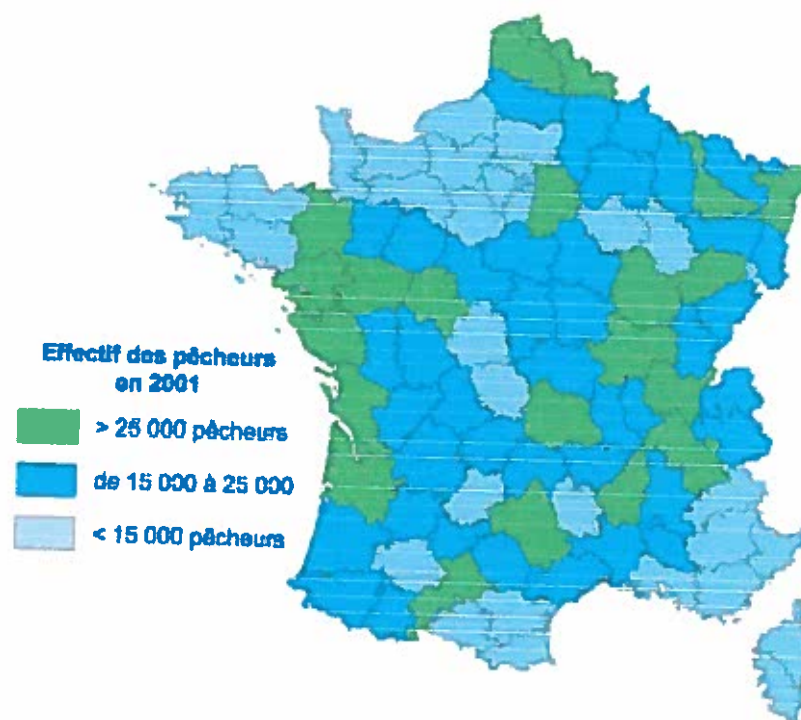 Effectif des pêcheurs
en 2001
> 25 000 pêcheurs
de 15 000 à 25 000
< 15 000 pêcheurs